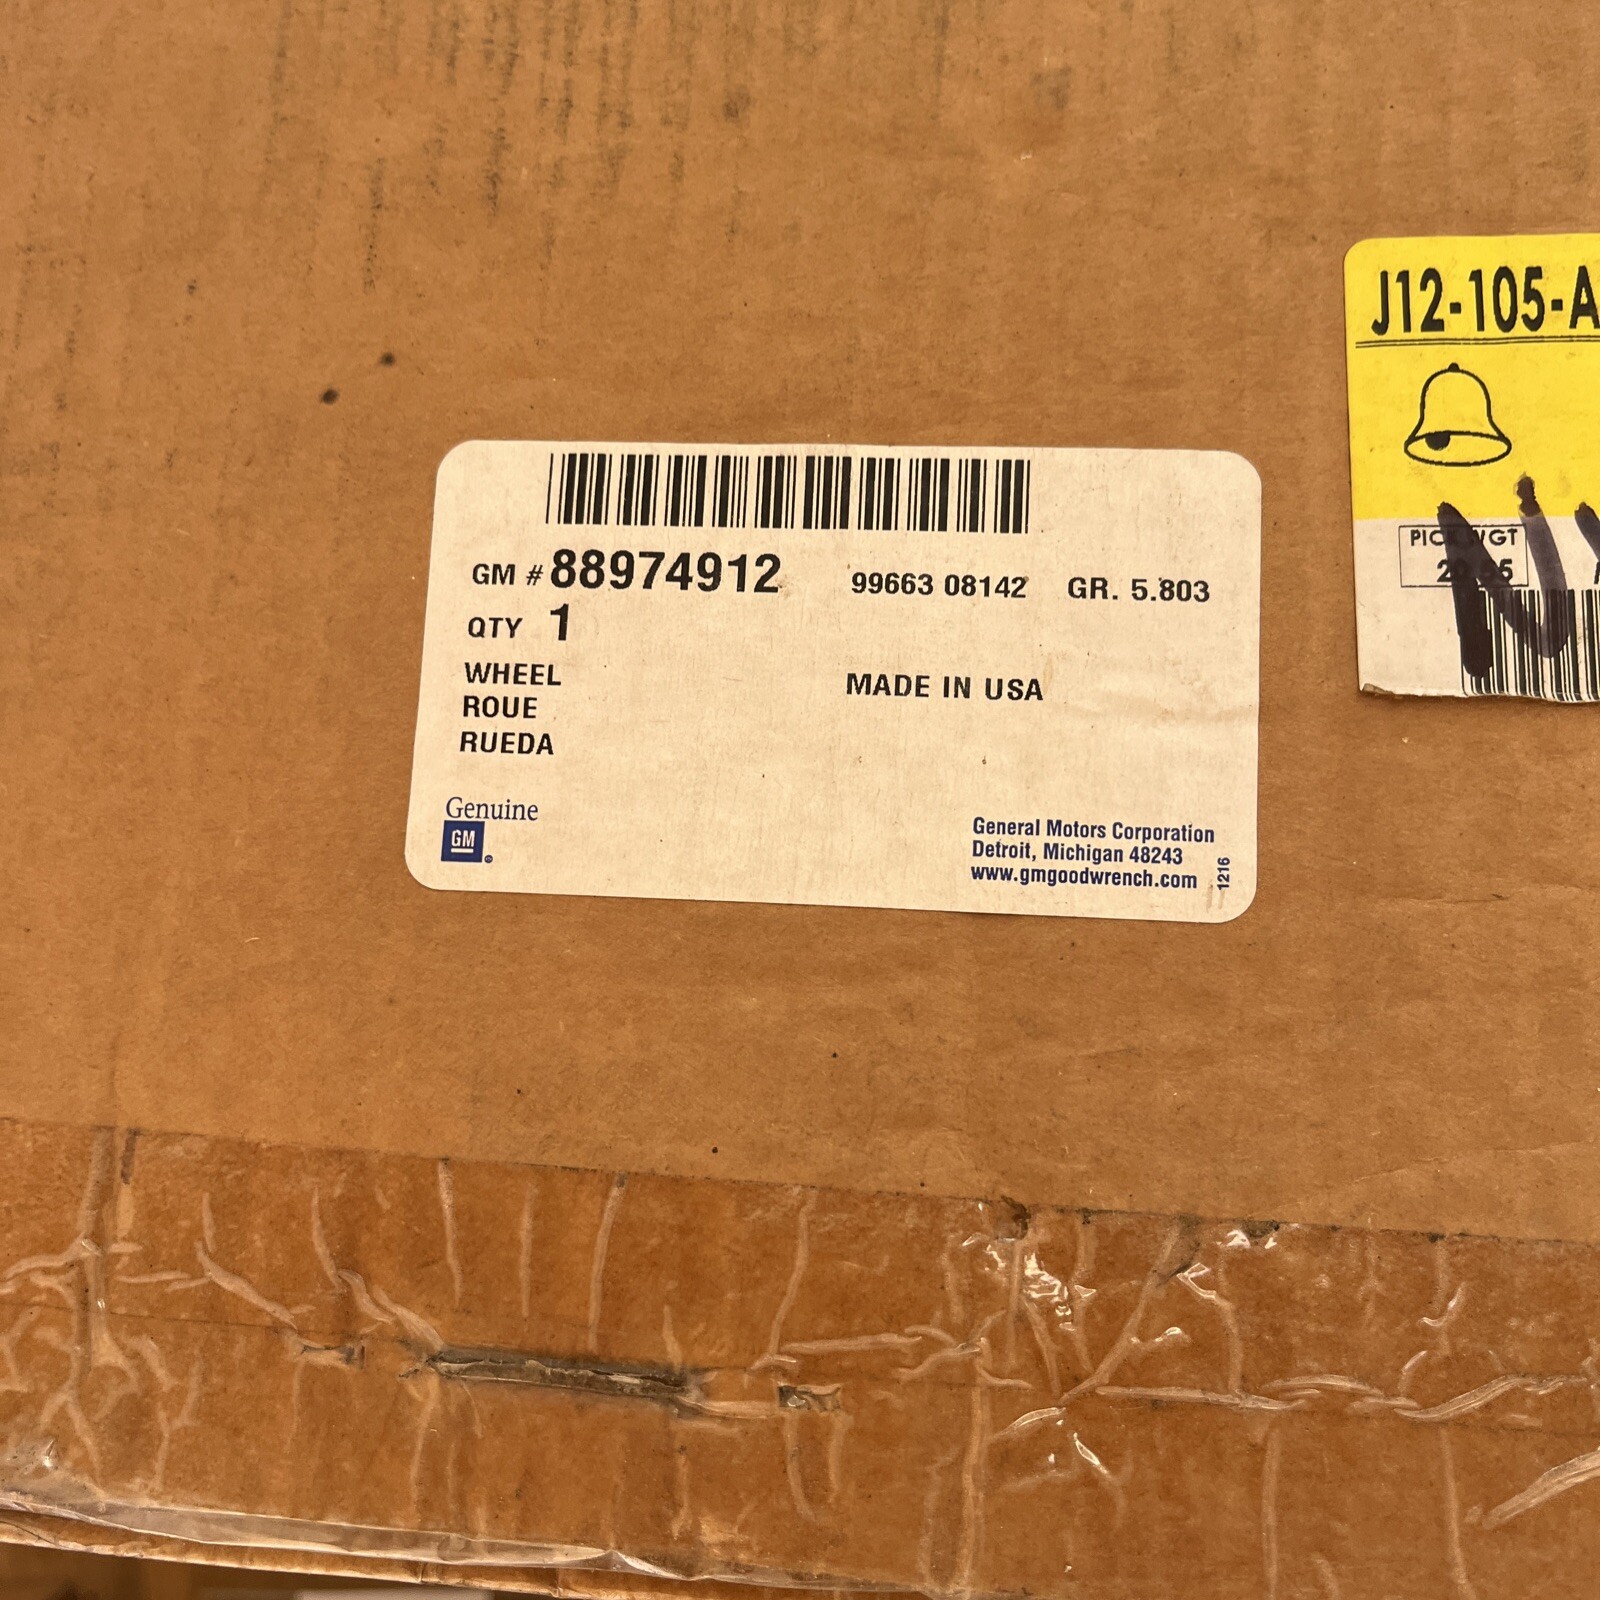 J12-105-A
GM # 88974912 99663 08142 GR. 5.803
QTY 1
WHEEL
ROUE
RUEDA
MADE IN USA
Genuine
GM
General Motors Corporation
Detroit, Michigan 48243
www.gmgoodwrench.com
1216